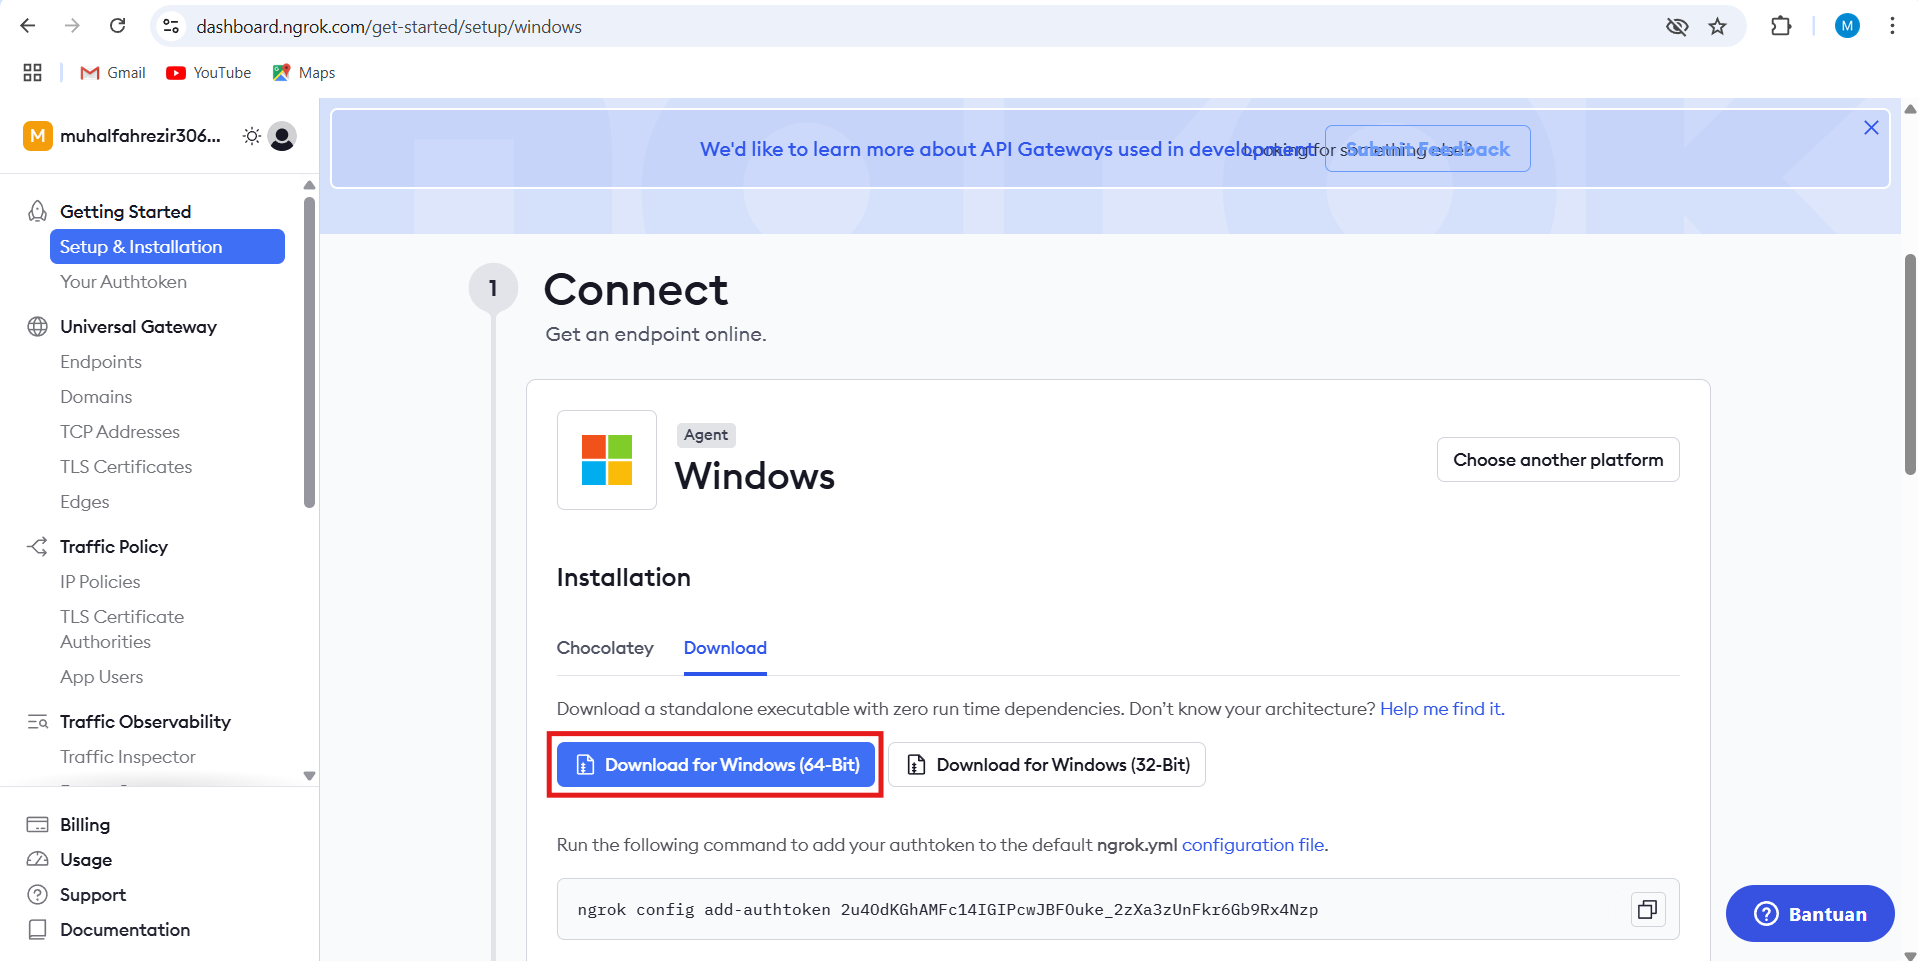 dashboard.ngrok.com/get-started/setup/windows
M
Gmail
YouTube
Maps
M
muhalfahrezir306...
Getting Started
Setup & Installation
Your Authtoken
Universal Gateway
Endpoints
Domains
TCP Addresses
TLS Certificates
Edges
Traffic Policy
IP Policies
TLS Certificate
Authorities
App Users
Traffic Observability
Traffic Inspector
Billing
Usage
Support
Documentation
We'd like to learn more about API Gateways used in development
Looking for something else?
Submit Feedback
1
Connect
Get an endpoint online.
Agent
Windows
Choose another platform
Installation
Chocolatey
Download
Download a standalone executable with zero run time dependencies. Don’t know your architecture? Help me find it.
Download for Windows (64-Bit)
Download for Windows (32-Bit)
Run the following command to add your authtoken to the default ngrok.yml configuration file.
ngrok config add-authtoken 2u4OdKGhAMFc14IGIPcwJBFOuke_2zXa3zUnFkr6Gb9Rx4Nzp
Bantuan